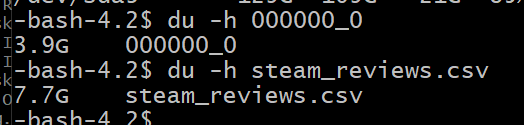 -bash-4.2$ du -h 000000_0
3.9G 000000_0
-bash-4.2$ du -h steam_reviews.csv
7.7G steam_reviews.csv
-bash-4.2$